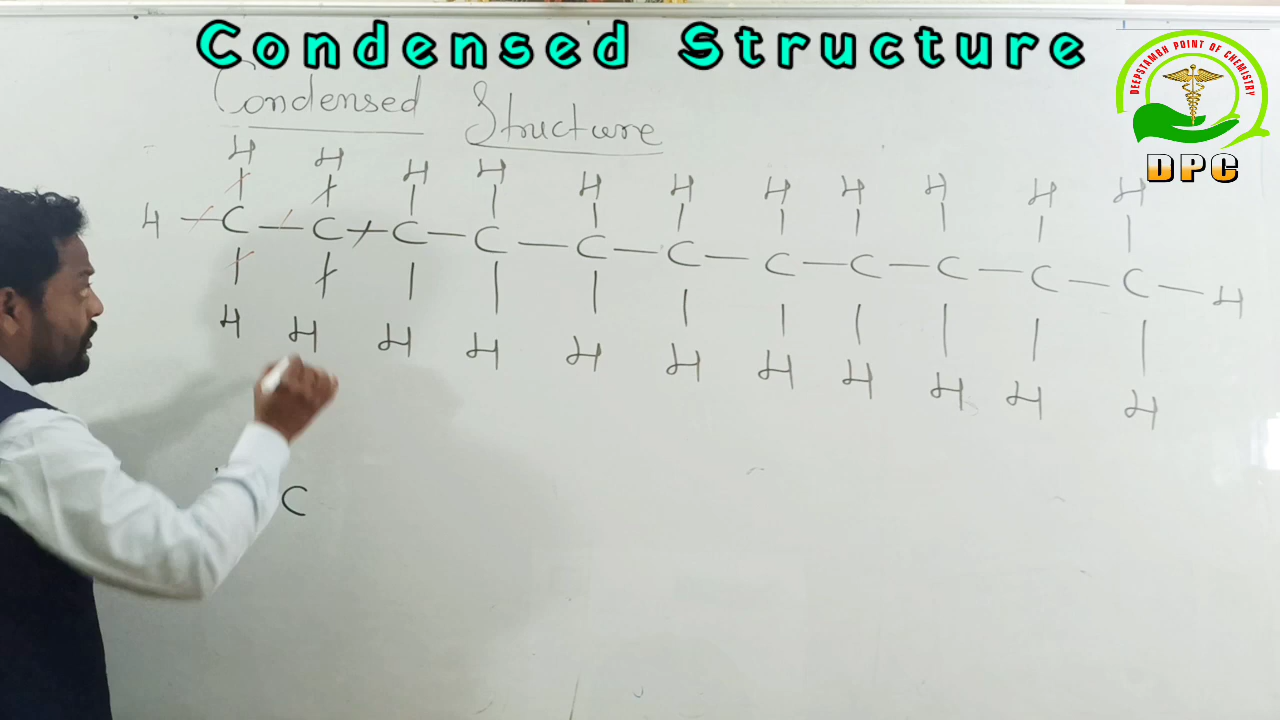 Condensed Structure
DEEPSTAMBH POINT OF CHEMISTRY
DPC
Condensed Structure
H H H H H H H H H H H
H — C — C — C — C — C — C — C — C — C — C — C — H
H H H H H H H H H H H
C